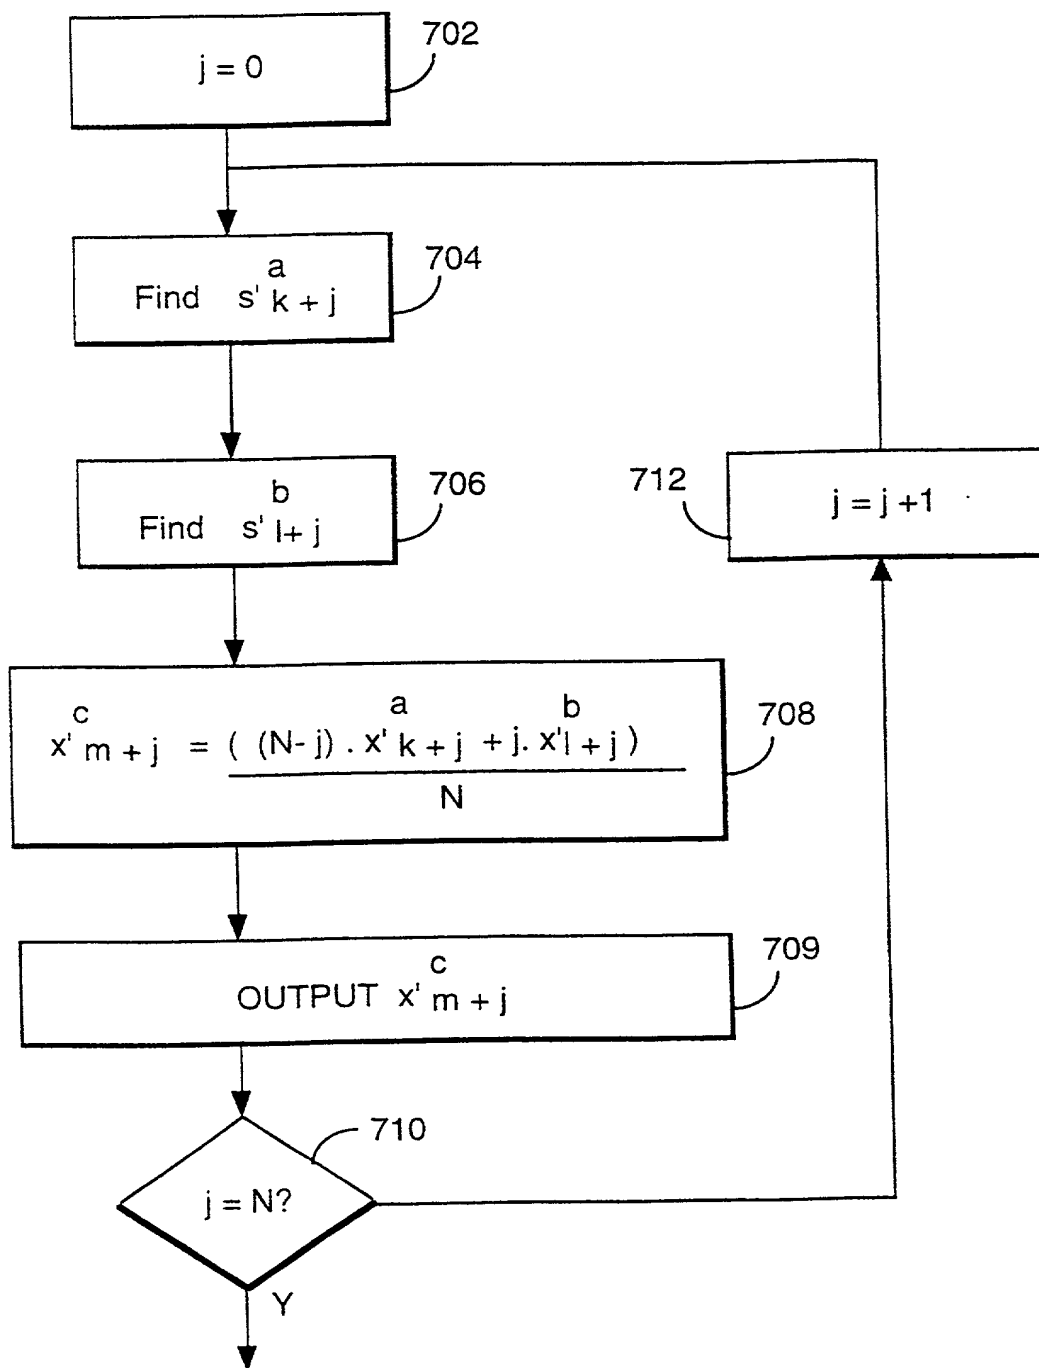 j = 0
702
a
Find s' k + j
704
b
Find s' l+ j
706
712
j = j +1
c a b
x' m + j = ( (N-j) . x' k + j + j. x'l + j )
N
708
c
OUTPUT x' m + j
709
710
j = N?
Y